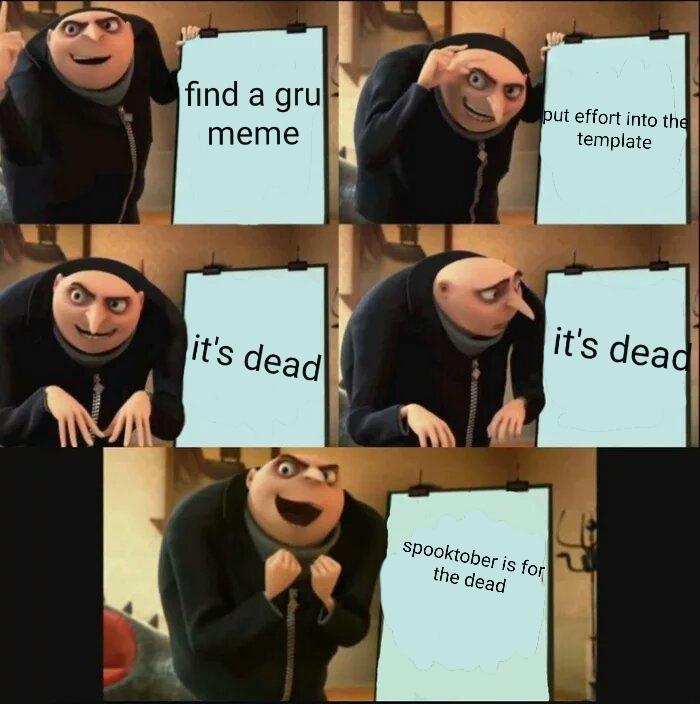 find a gru
meme
put effort into the
template
it's dead
it's dead
spooktober is for
the dead